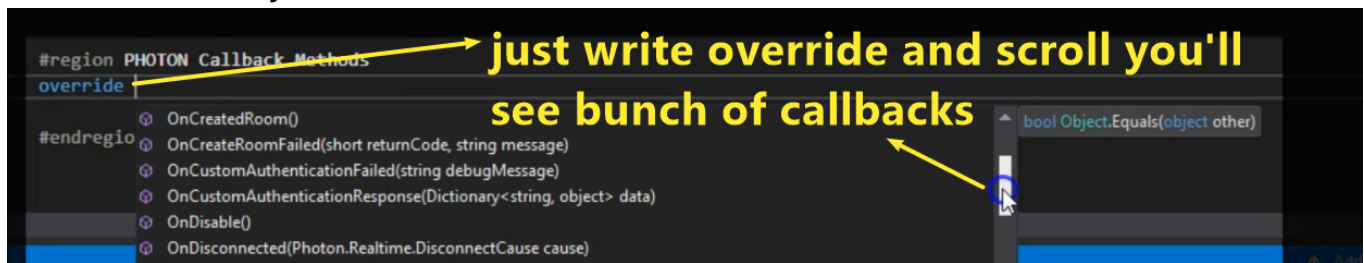 #region PHOTON Callback Methods
just write override and scroll you'll
override
see bunch of callbacks
OnCreatedRoom()
bool Object.Equals(object other)
#endregio
OnCreateRoomFailed(short returnCode, string message)
OnCustomAuthenticationFailed(string debugMessage)
OnCustomAuthenticationResponse(Dictionary<string, object> data)
OnDisable()
OnDisconnected(Photon.Realtime.DisconnectCause cause)